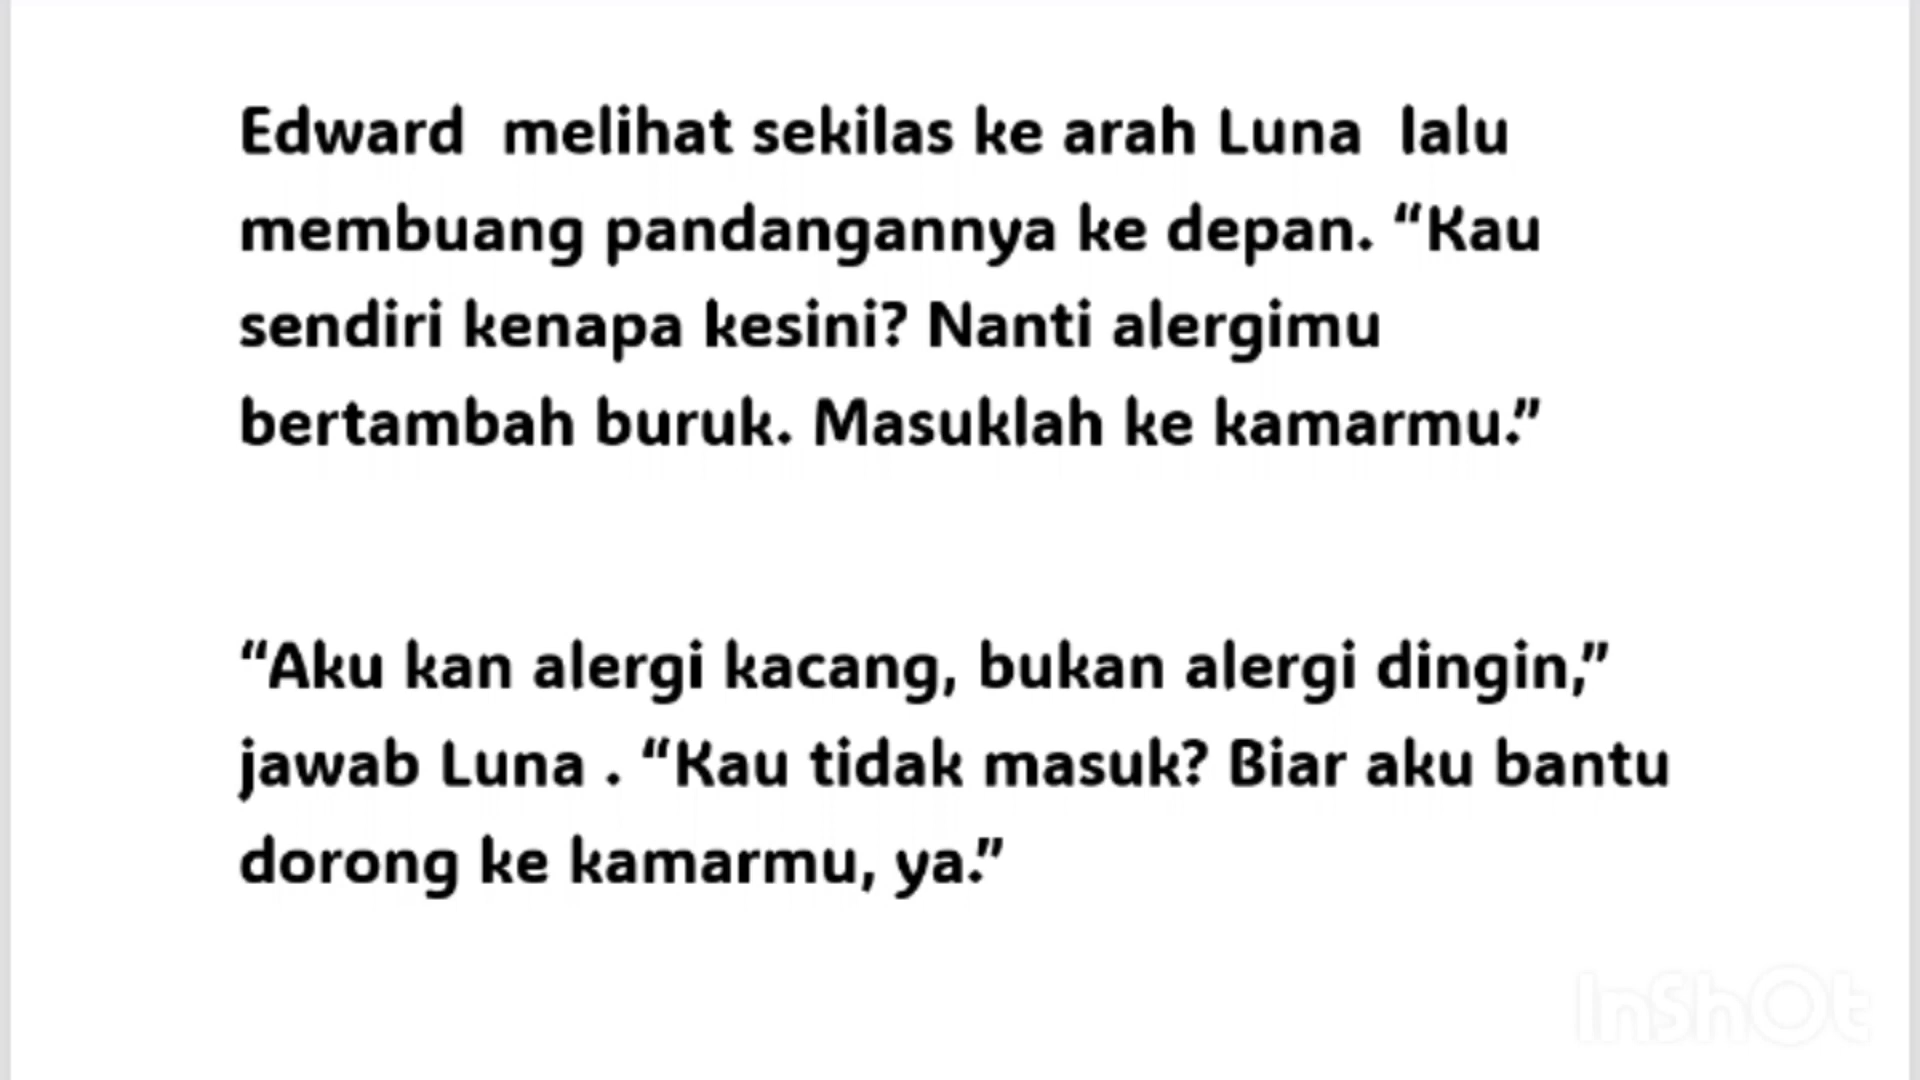 Edward  melihat sekilas ke arah Luna  lalu
membuang pandangannya ke depan. “Kau
sendiri kenapa kesini? Nanti alergimu
bertambah buruk. Masuklah ke kamarmu.”
“Aku kan alergi kacang, bukan alergi dingin,”
jawab Luna . “Kau tidak masuk? Biar aku bantu
dorong ke kamarmu, ya.”
InShOt